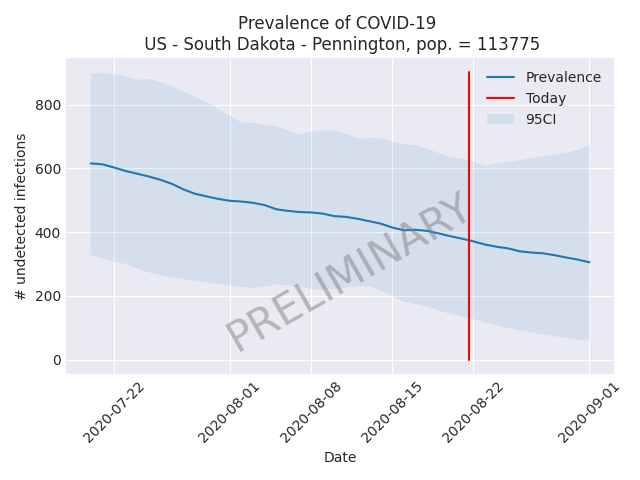 Prevalence of COVID-19
US - South Dakota - Pennington, pop. = 113775
Prevalence
Today
95CI
800
600
400
200
0
# undetected infections
PRELIMINARY
2020-07-22
2020-08-01
2020-08-08
2020-08-15
2020-08-22
2020-09-01
Date